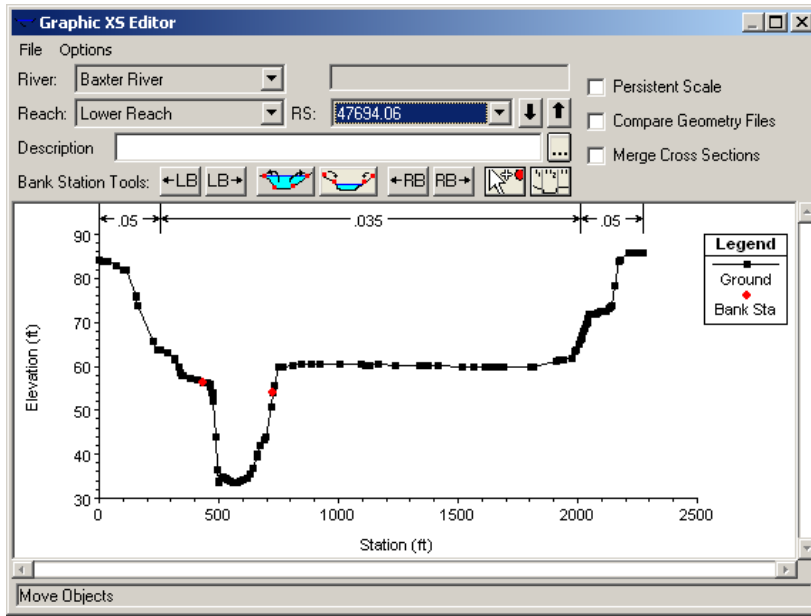 Graphic XS Editor
File Options
River: Baxter River
Persistent Scale
Reach: Lower Reach RS: 47694.06
Compare Geometry Files
Description ...
Merge Cross Sections
Bank Station Tools: ←LB LB→ ←RB RB→
.05 .035 .05
Legend
Ground
Bank Sta
90
80
70
60
50
40
30
Elevation (ft)
0 500 1000 1500 2000 2500
Station (ft)
Move Objects